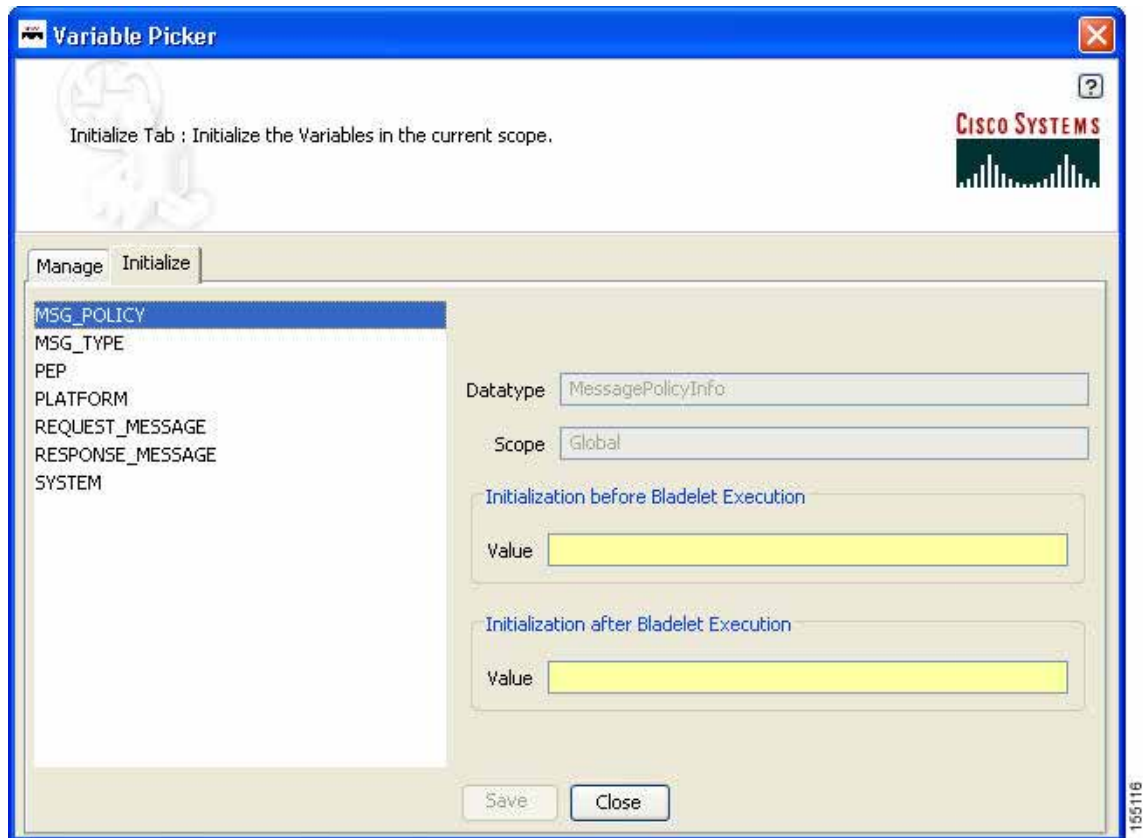 Variable Picker
?
Initialize Tab : Initialize the Variables in the current scope.
CISCO SYSTEMS
Manage
Initialize
MSG_POLICY
MSG_TYPE
PEP
PLATFORM
REQUEST_MESSAGE
RESPONSE_MESSAGE
SYSTEM
Datatype MessagePolicyInfo
Scope Global
Initialization before Bladelet Execution
Value
Initialization after Bladelet Execution
Value
Save
Close
155116